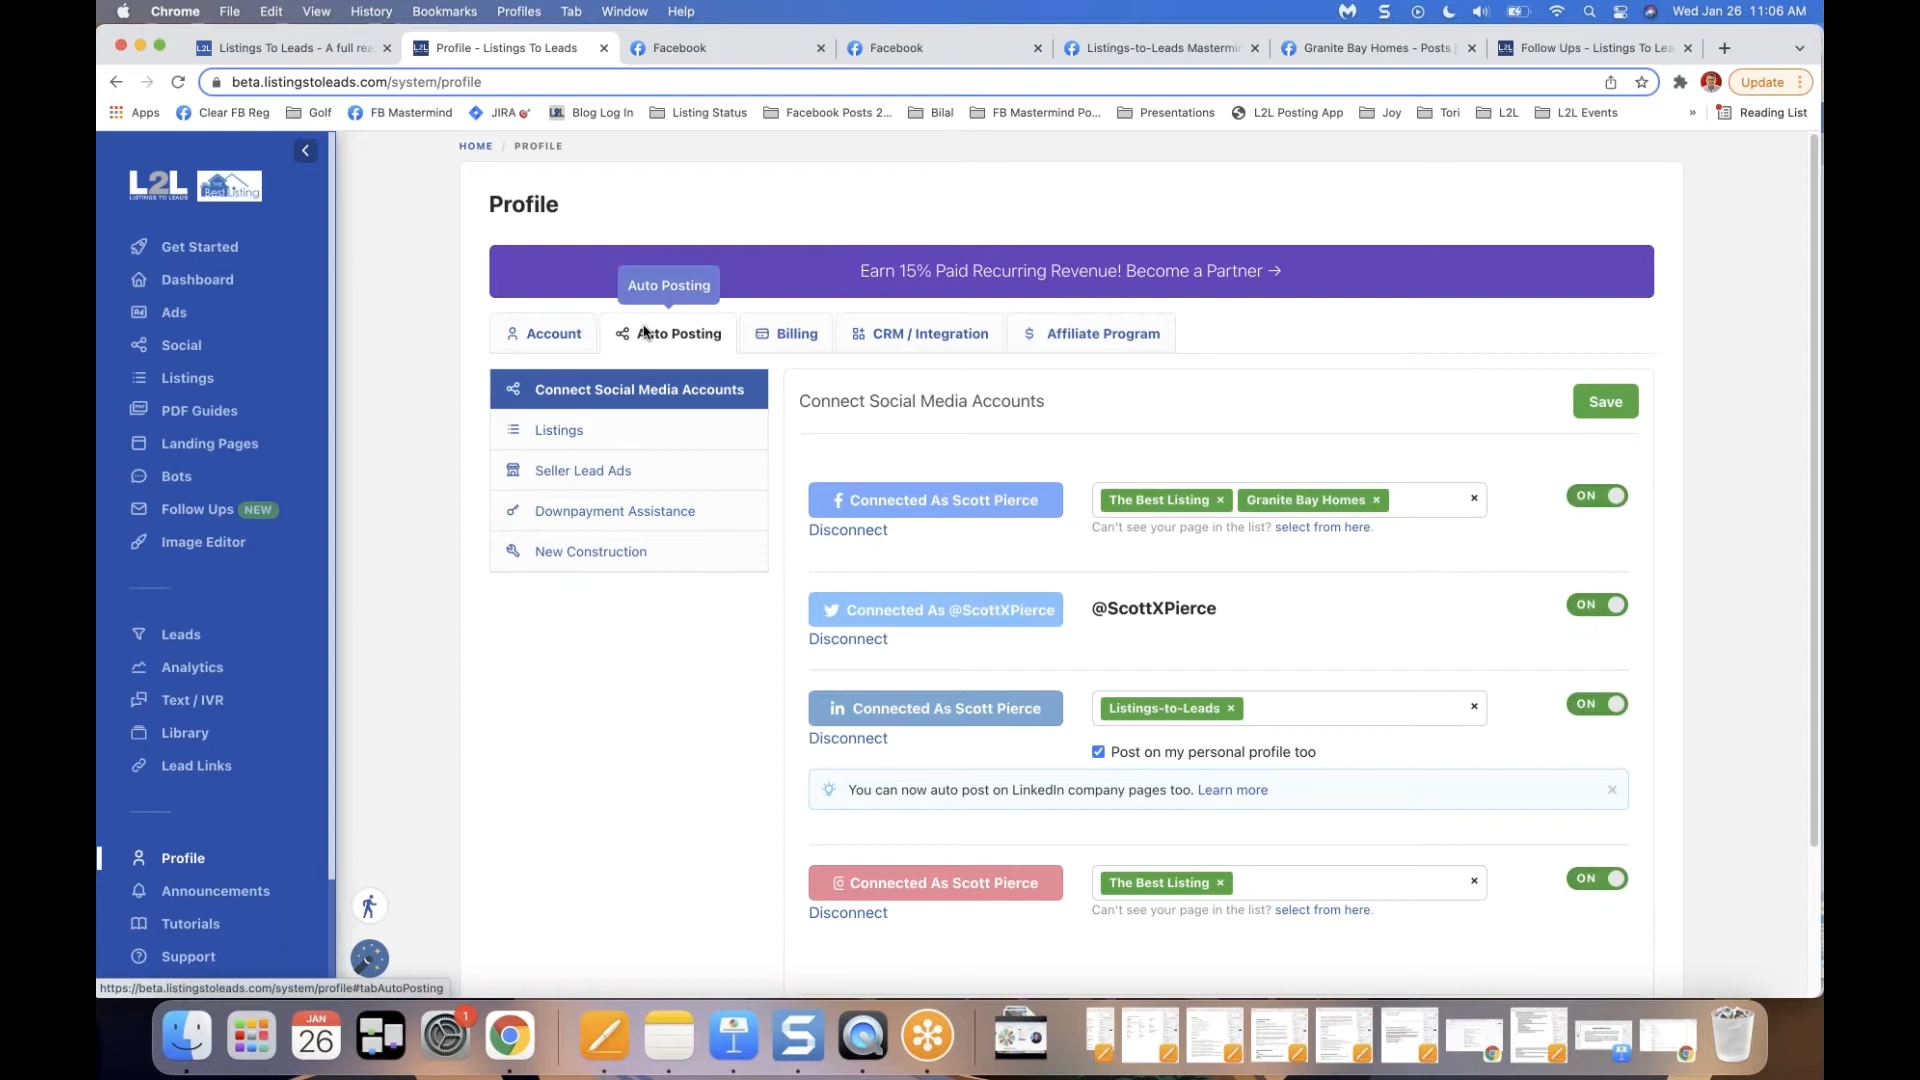 Chrome File Edit View History Bookmarks Profiles Tab Window Help Wed Jan 26 11:06 AM
Listings To Leads - A full rea Profile - Listings To Leads Facebook Facebook Listings-to-Leads Mastermin Granite Bay Homes - Posts Follow Ups - Listings To Lea
beta.listingstoleads.com/system/profile Update
Apps Clear FB Reg Golf FB Mastermind JIRA Blog Log In Listing Status Facebook Posts 2... Bilal FB Mastermind Po... Presentations L2L Posting App Joy Tori L2L L2L Events » Reading List
HOME / PROFILE
L2L
LISTINGS TO LEADS
THE
Best Listing
Get Started
Dashboard
Ads
Social
Listings
PDF Guides
Landing Pages
Bots
Follow Ups NEW
Image Editor
Leads
Analytics
Text / IVR
Library
Lead Links
Profile
Announcements
Tutorials
Support
Profile
Earn 15% Paid Recurring Revenue! Become a Partner →
Auto Posting
Account Auto Posting Billing CRM / Integration $ Affiliate Program
Connect Social Media Accounts
Listings
Seller Lead Ads
Downpayment Assistance
New Construction
Connect Social Media Accounts Save
Connected As Scott Pierce The Best Listing × Granite Bay Homes × × ON
Disconnect Can't see your page in the list? select from here.
Connected As @ScottXPierce @ScottXPierce ON
Disconnect
in Connected As Scott Pierce Listings-to-Leads × × ON
Disconnect Post on my personal profile too
You can now auto post on LinkedIn company pages too. Learn more ×
Connected As Scott Pierce The Best Listing × × ON
Disconnect Can't see your page in the list? select from here.
https://beta.listingstoleads.com/system/profile#tabAutoPosting
JAN
26
1